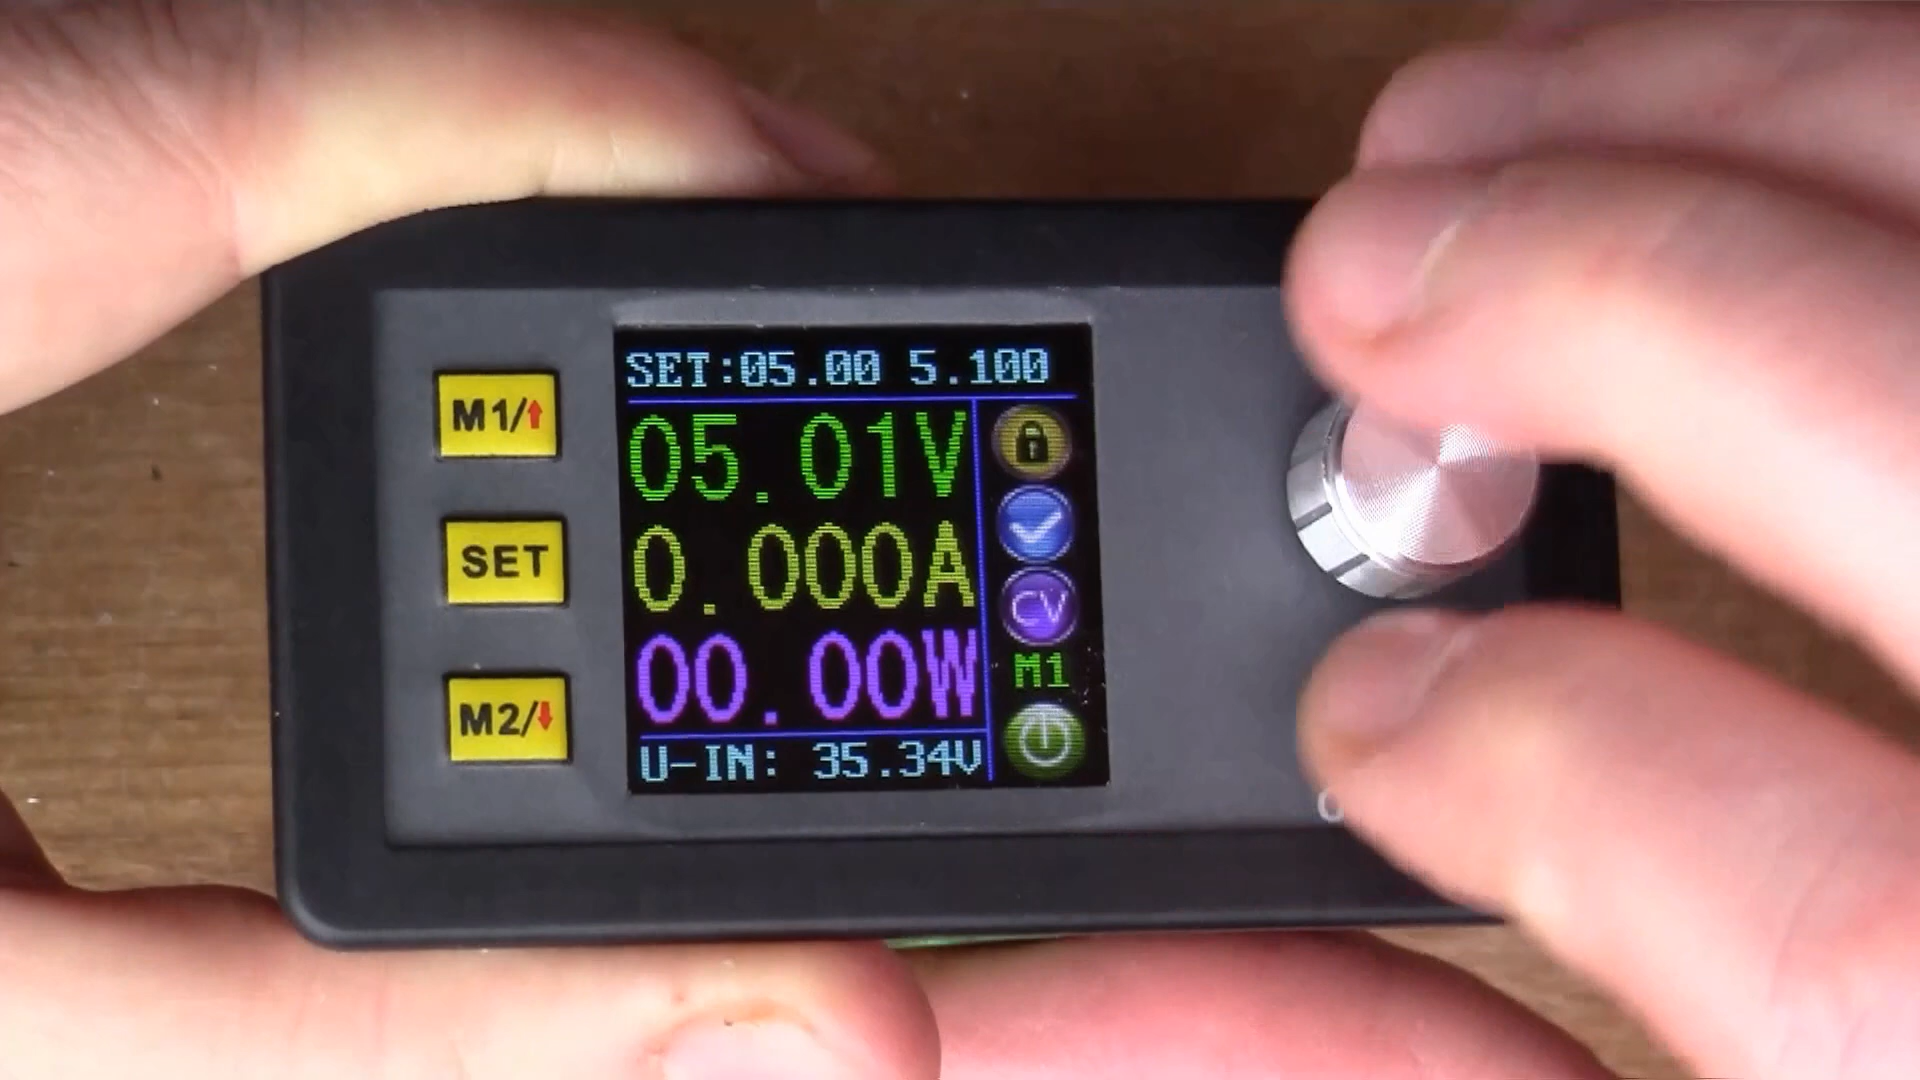 SET:05.00 5.100
M1/↑
05.01V
SET
0.000A
CV
M1
00.00W
M2/↓
U-IN: 35.34V